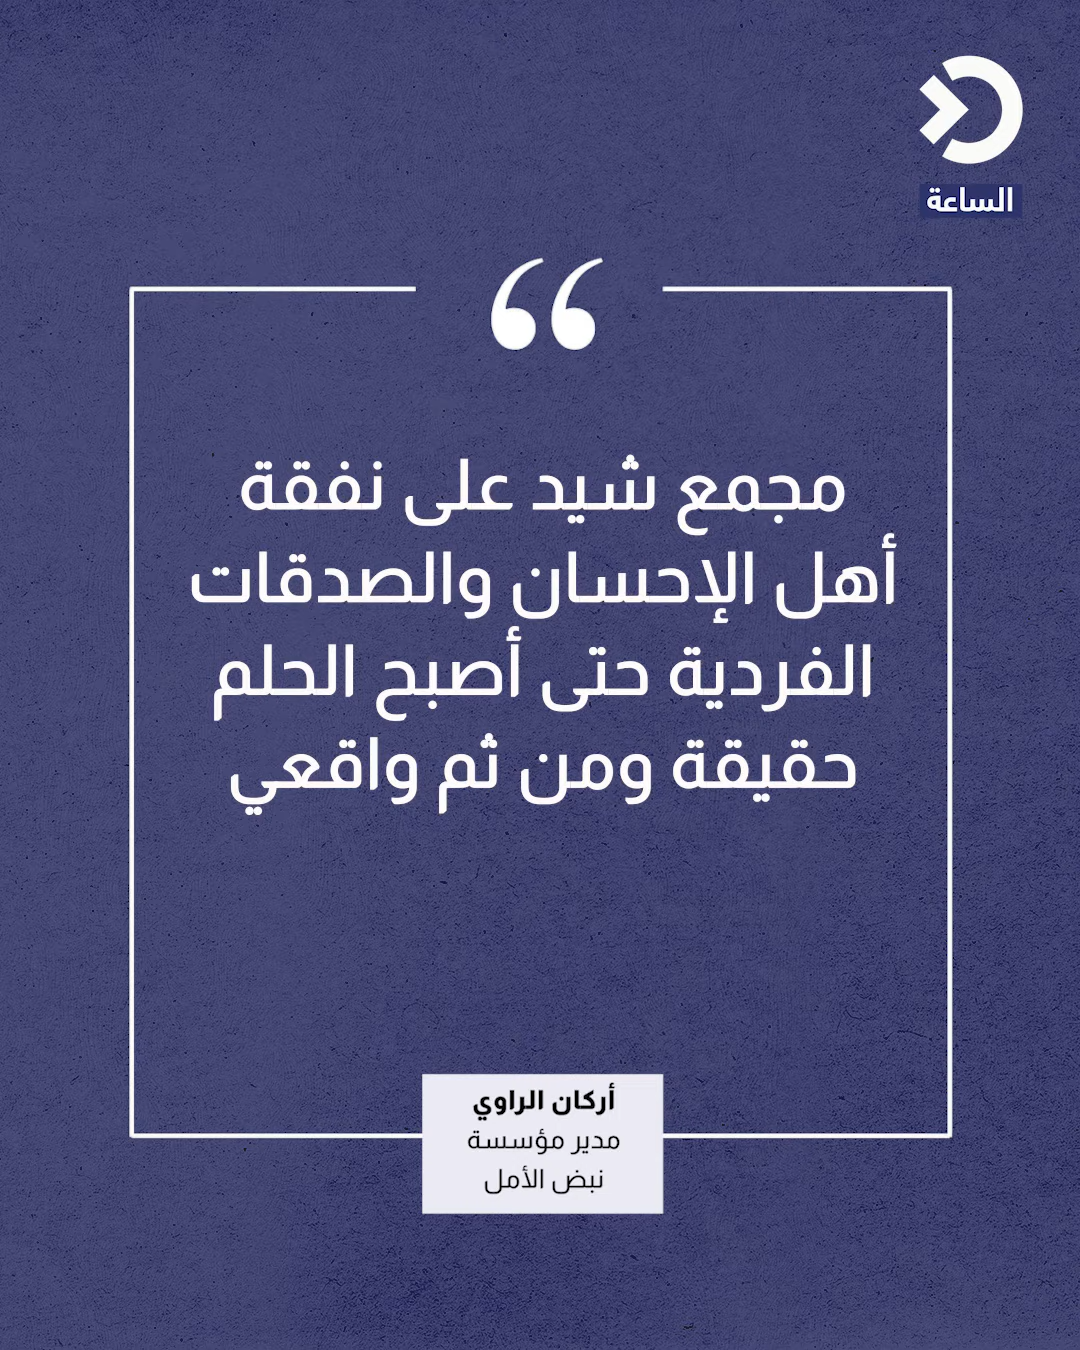 الساعة
مجمع شيد على نفقة
أهل الإحسان والصدقات
الفردية حتى أصبح الحلم
حقيقة ومن ثم واقعي
أركان الراوي
مدير مؤسسة
نبض الأمل